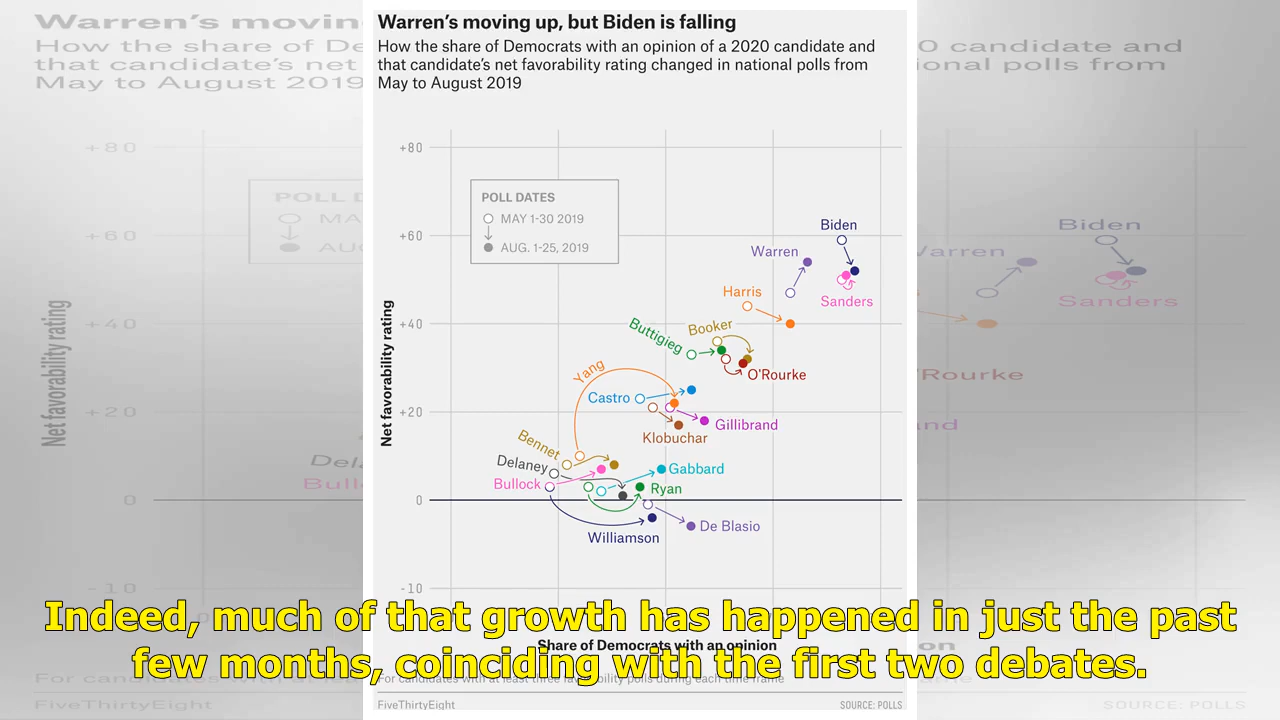 Warren's moving up, but Biden is falling
How the share of Democrats with an opinion of a 2020 candidate and
that candidate's net favorability rating changed in national polls from
May to August 2019
+80
POLL DATES
MAY 1-30 2019
AUG. 1-25, 2019
Biden
+60
Warren
Harris
Sanders
+40
Buttigieg
Booker
O'Rourke
Yang
Castro
+20
Gillibrand
Klobuchar
Bennet
Delaney
Gabbard
Bullock
Ryan
0
De Blasio
Williamson
-10
Net favorability rating
Share of Democrats with an opinion
For candidates with at least three favorability polls during each time frame
FiveThirtyEight
SOURCE: POLLS
Indeed, much of that growth has happened in just the past
few months, coinciding with the first two debates.